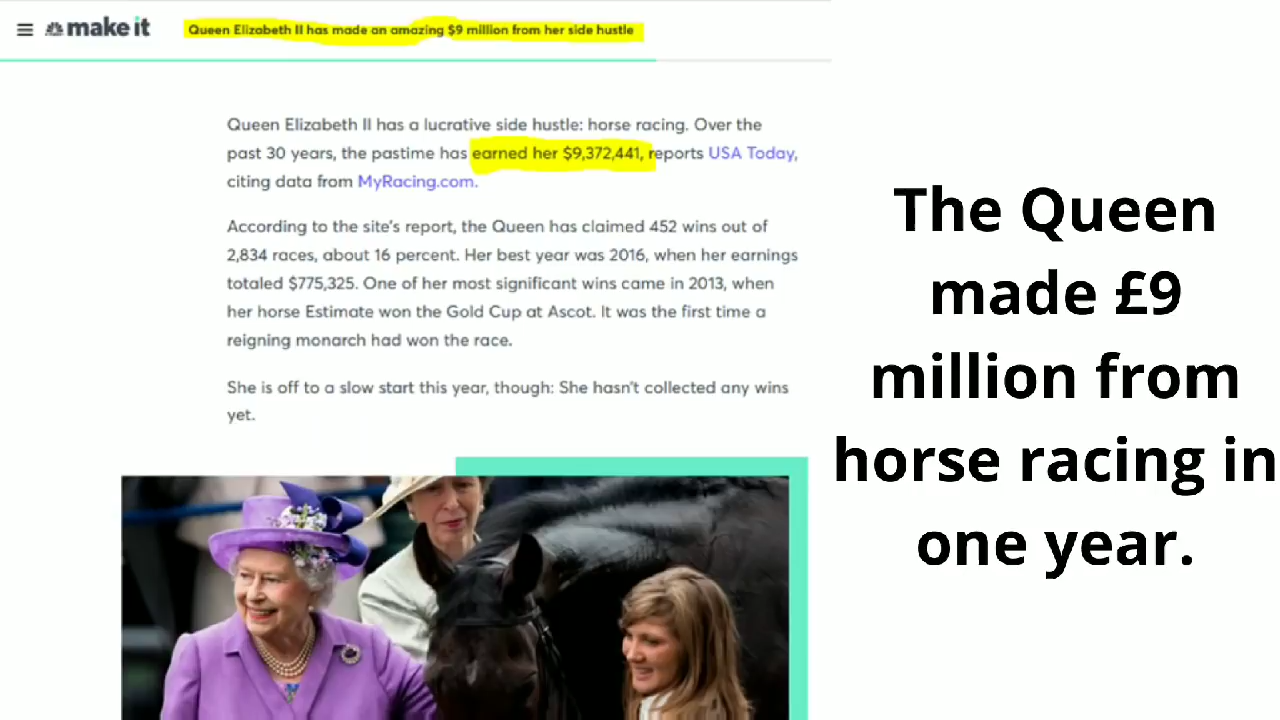 make it
Queen Elizabeth II has made an amazing $9 million from her side hustle
Queen Elizabeth II has a lucrative side hustle: horse racing. Over the
past 30 years, the pastime has earned her $9,372,441, reports USA Today,
citing data from MyRacing.com.
According to the site's report, the Queen has claimed 452 wins out of
2,834 races, about 16 percent. Her best year was 2016, when her earnings
totaled $775,325. One of her most significant wins came in 2013, when
her horse Estimate won the Gold Cup at Ascot. It was the first time a
reigning monarch had won the race.
She is off to a slow start this year, though: She hasn't collected any wins
yet.
The Queen
made £9
million from
horse racing in
one year.